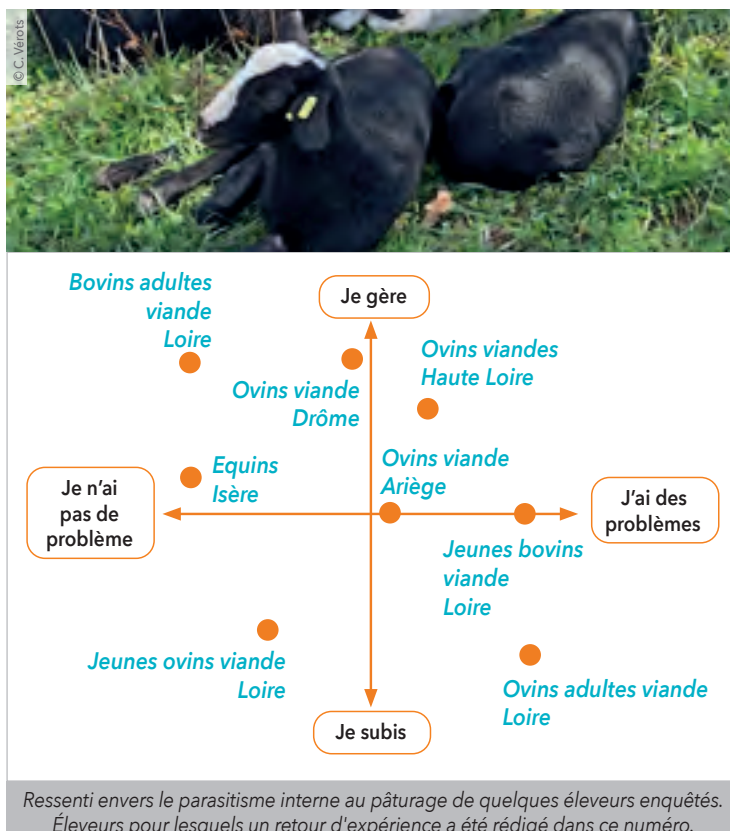 © C. Vérots
Bovins adultes
viande
Loire
Je gère
Ovins viandes
Haute Loire
Ovins viande
Drôme
Equins
Isère
Ovins viande
Ariège
Je n'ai
pas de
problème
J'ai des
problèmes
Jeunes bovins
viande
Loire
Jeunes ovins viande
Loire
Ovins adultes viande
Loire
Je subis
Ressenti envers le parasitisme interne au pâturage de quelques éleveurs enquêtés.
Éleveurs pour lesquels un retour d'expérience a été rédigé dans ce numéro.